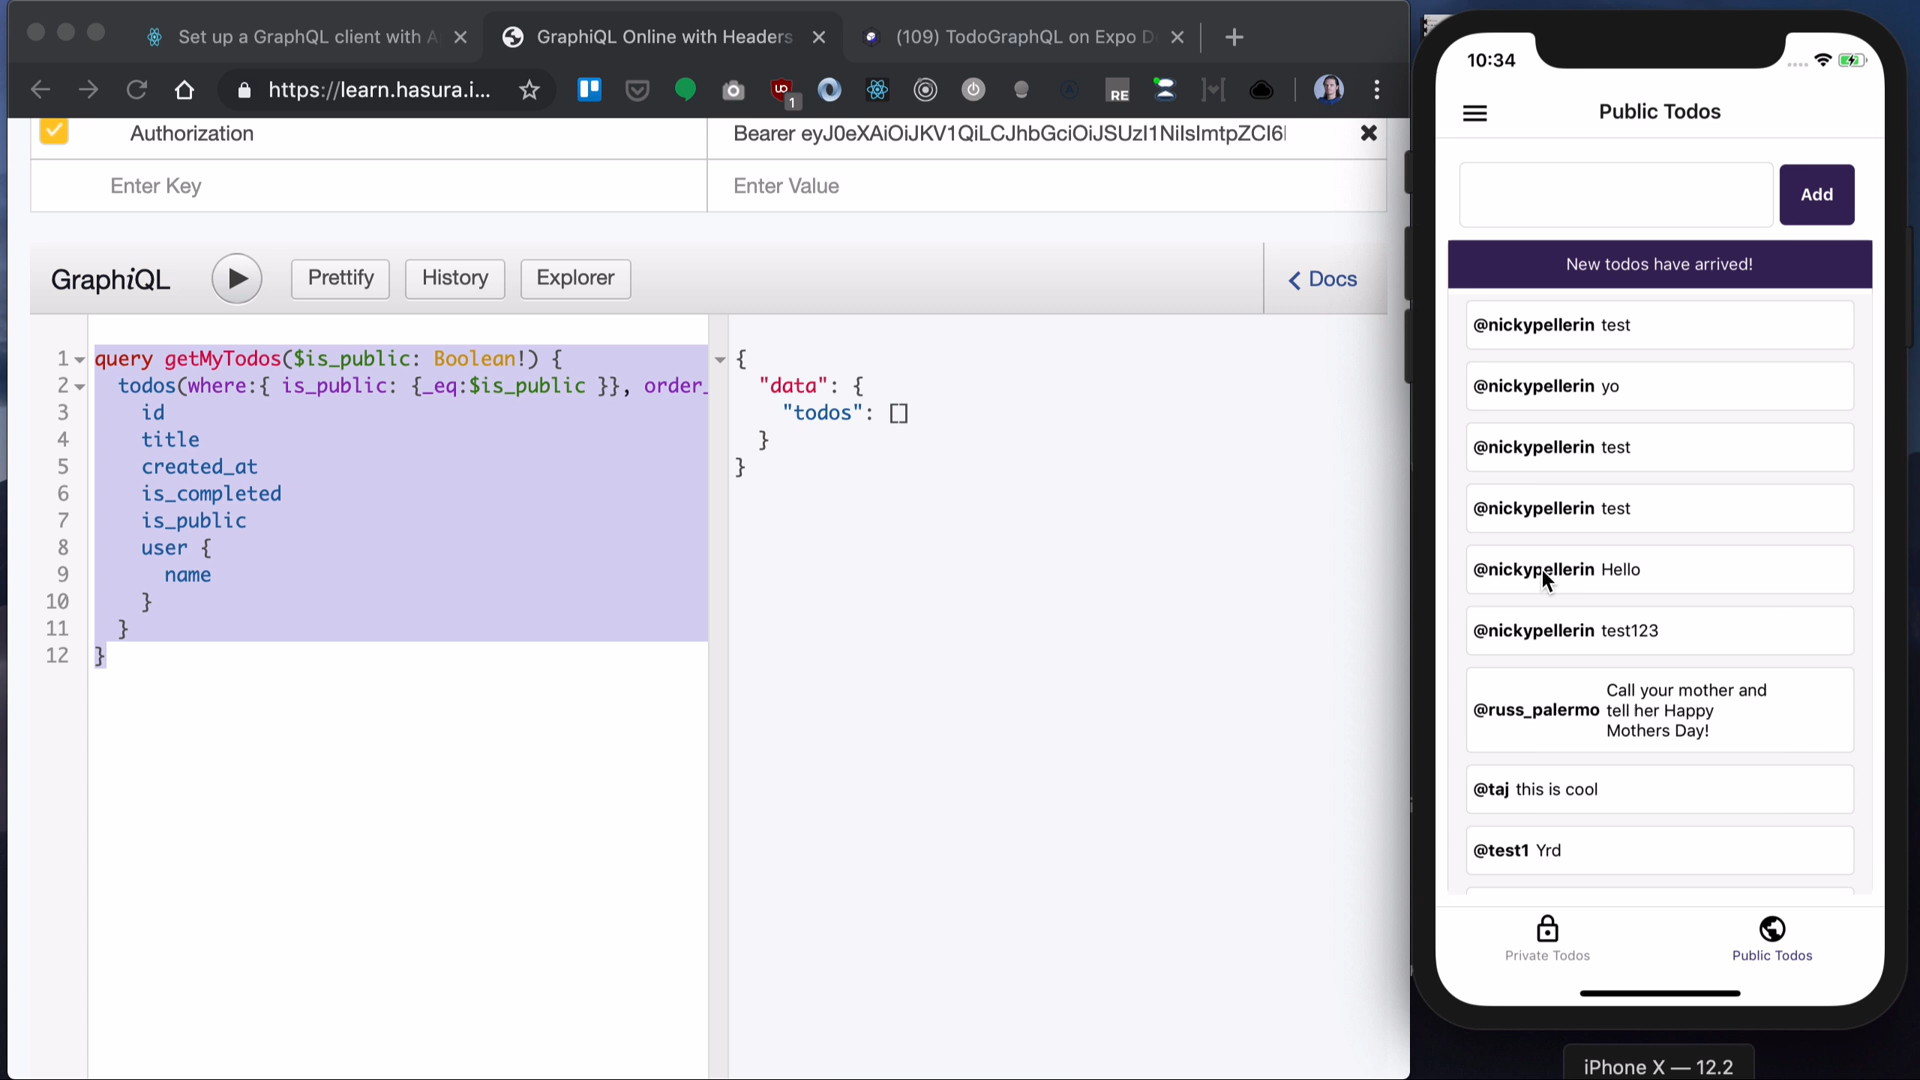 Set up a GraphQL client with A
GraphiQL Online with Headers
(109) TodoGraphQL on Expo D
https://learn.hasura.i...
UD
1
RE
Authorization
Bearer eyJ0eXAiOiJKV1QiLCJhbGciOiJSUzI1NiIsImtpZCI6
Enter Key
Enter Value
GraphiQL
Prettify
History
Explorer
Docs
1 query getMyTodos($is_public: Boolean!) {
2 todos(where:{ is_public: {_eq:$is_public }}, order_
3 id
4 title
5 created_at
6 is_completed
7 is_public
8 user {
9 name
10 }
11 }
12 }
{
"data": {
"todos": []
}
}
10:34
Public Todos
Add
New todos have arrived!
@nickypellerin test
@nickypellerin yo
@nickypellerin test
@nickypellerin test
@nickypellerin Hello
@nickypellerin test123
@russ_palermo Call your mother and
tell her Happy
Mothers Day!
@taj this is cool
@test1 Yrd
Private Todos
Public Todos
iPhone X — 12.2